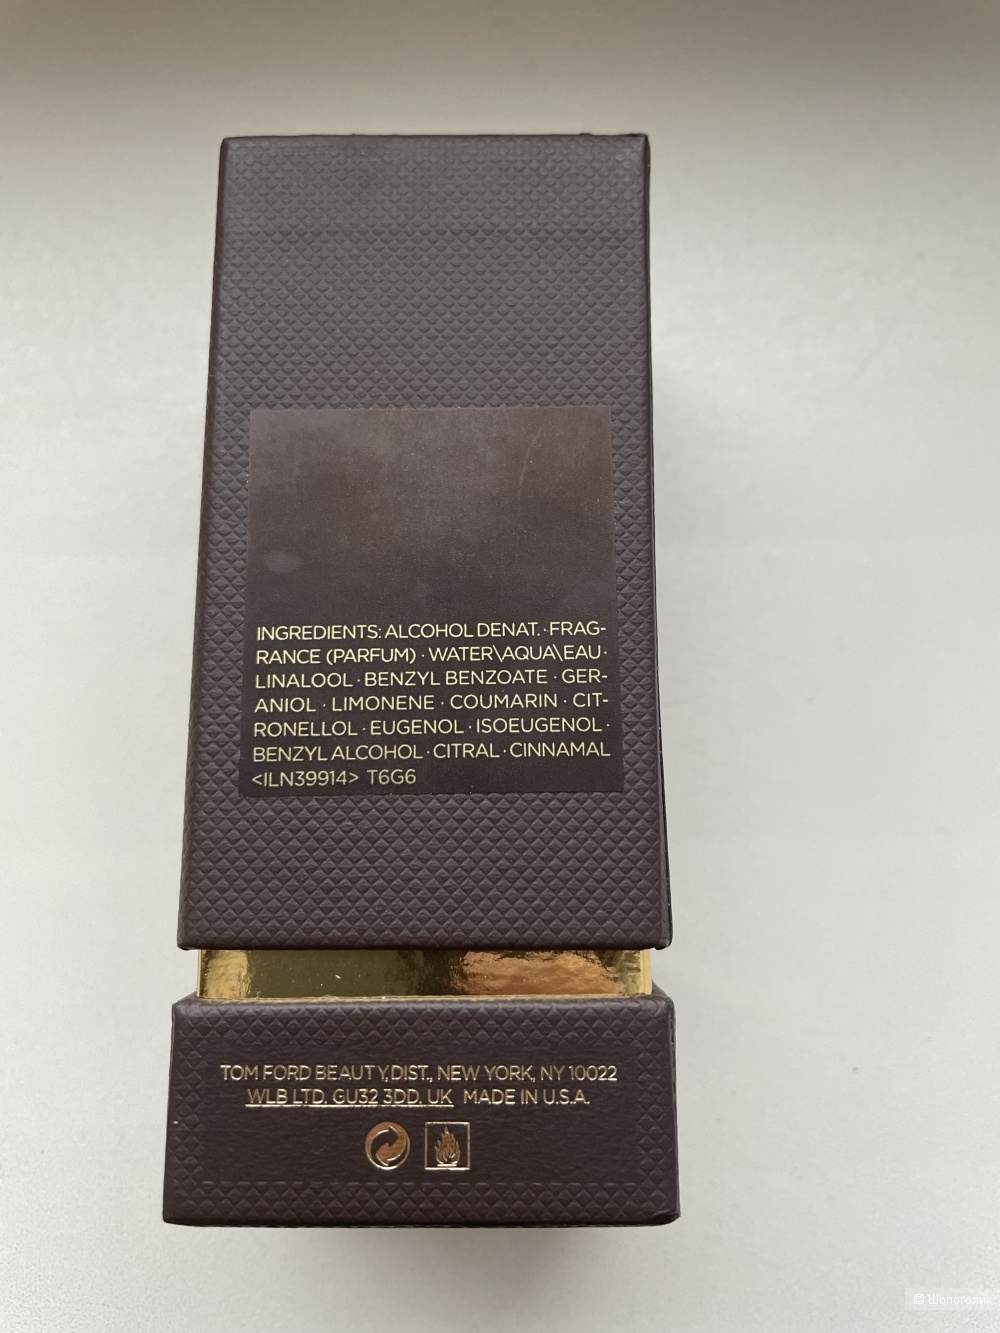 INGREDIENTS: ALCOHOL DENAT. · FRAG-
RANCE (PARFUM) · WATER\AQUA\EAU ·
LINALOOL · BENZYL BENZOATE · GER-
ANIOL · LIMONENE · COUMARIN · CIT-
RONELLOL · EUGENOL · ISOEUGENOL ·
BENZYL ALCOHOL · CITRAL · CINNAMAL
<ILN39914> T6G6
TOM FORD BEAUTY,DIST., NEW YORK, NY 10022
WLB LTD. GU32 3DD, UK MADE IN U.S.A.
© Шопоголик